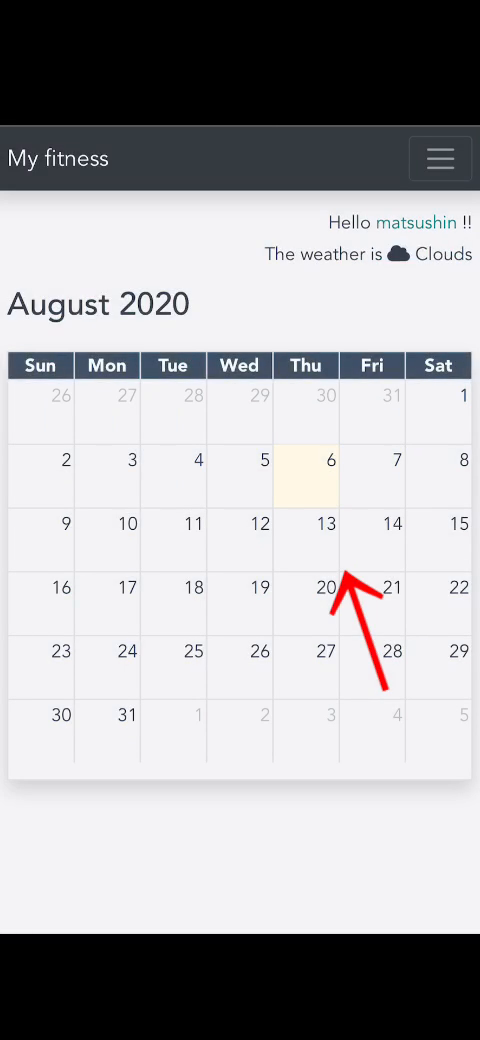 My fitness
Hello matsushin !!
The weather is Clouds
August 2020
Sun Mon Tue Wed Thu Fri Sat
26 27 28 29 30 31 1
2 3 4 5 6 7 8
9 10 11 12 13 14 15
16 17 18 19 20 21 22
23 24 25 26 27 28 29
30 31 1 2 3 4 5